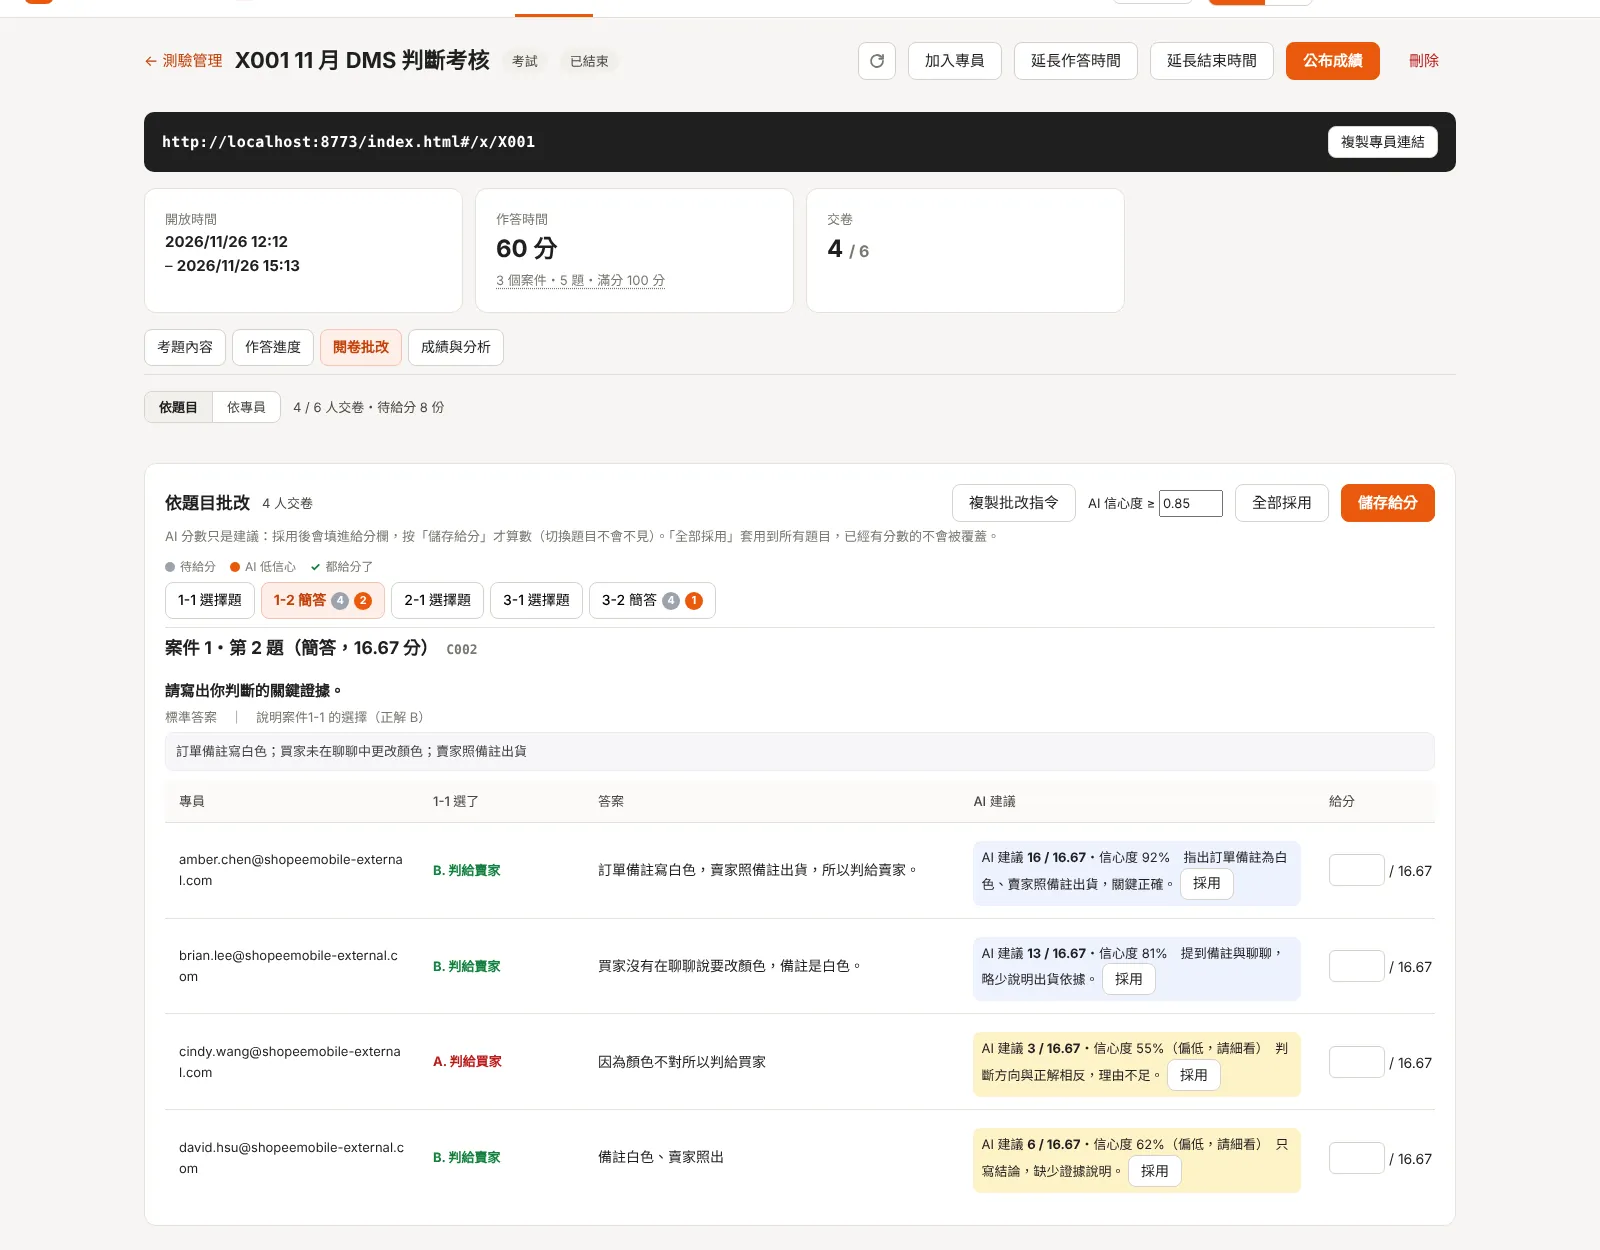 ← 測驗管理 X001 11 月 DMS 判斷考核 考試 已結束 加入專員 延長作答時間 延長結束時間 公布成績 刪除
http://localhost:8773/index.html#/x/X001 複製專員連結
開放時間
2026/11/26 12:12
– 2026/11/26 15:13
作答時間
60 分
3 個案件・5 題・滿分 100 分
交卷
4 / 6
考題內容 作答進度 閱卷批改 成績與分析
依題目 依專員 4 / 6 人交卷・待給分 8 份
依題目批改 4 人交卷 複製批改指令 AI 信心度 ≥ 0.85 全部採用 儲存給分
AI 分數只是建議：採用後會填進給分欄，按「儲存給分」才算數（切換題目不會不見）。「全部採用」套用到所有題目，已經有分數的不會被覆蓋。
待給分 AI 低信心 ✓ 都給分了
1-1 選擇題 1-2 簡答 4 2 2-1 選擇題 3-1 選擇題 3-2 簡答 4 1
案件 1・第 2 題（簡答，16.67 分） C002
請寫出你判斷的關鍵證據。
標準答案 ｜ 說明案件1-1 的選擇（正解 B）
訂單備註寫白色；買家未在聊聊中更改顏色；賣家照備註出貨
專員 1-1 選了 答案 AI 建議 給分
amber.chen@shopeemobile-externa
l.com
B. 判給賣家
訂單備註寫白色，賣家照備註出貨，所以判給賣家。
AI 建議 16 / 16.67・信心度 92% 指出訂單備註為白
色、賣家照備註出貨，關鍵正確。 採用
/ 16.67
brian.lee@shopeemobile-external.c
om
B. 判給賣家
買家沒有在聊聊說要改顏色，備註是白色。
AI 建議 13 / 16.67・信心度 81% 提到備註與聊聊，
略少說明出貨依據。 採用
/ 16.67
cindy.wang@shopeemobile-externa
l.com
A. 判給買家
因為顏色不對所以判給買家
AI 建議 3 / 16.67・信心度 55%（偏低，請細看） 判
斷方向與正解相反，理由不足。 採用
/ 16.67
david.hsu@shopeemobile-external.c
om
B. 判給賣家
備註白色、賣家照出
AI 建議 6 / 16.67・信心度 62%（偏低，請細看） 只
寫結論，缺少證據說明。 採用
/ 16.67